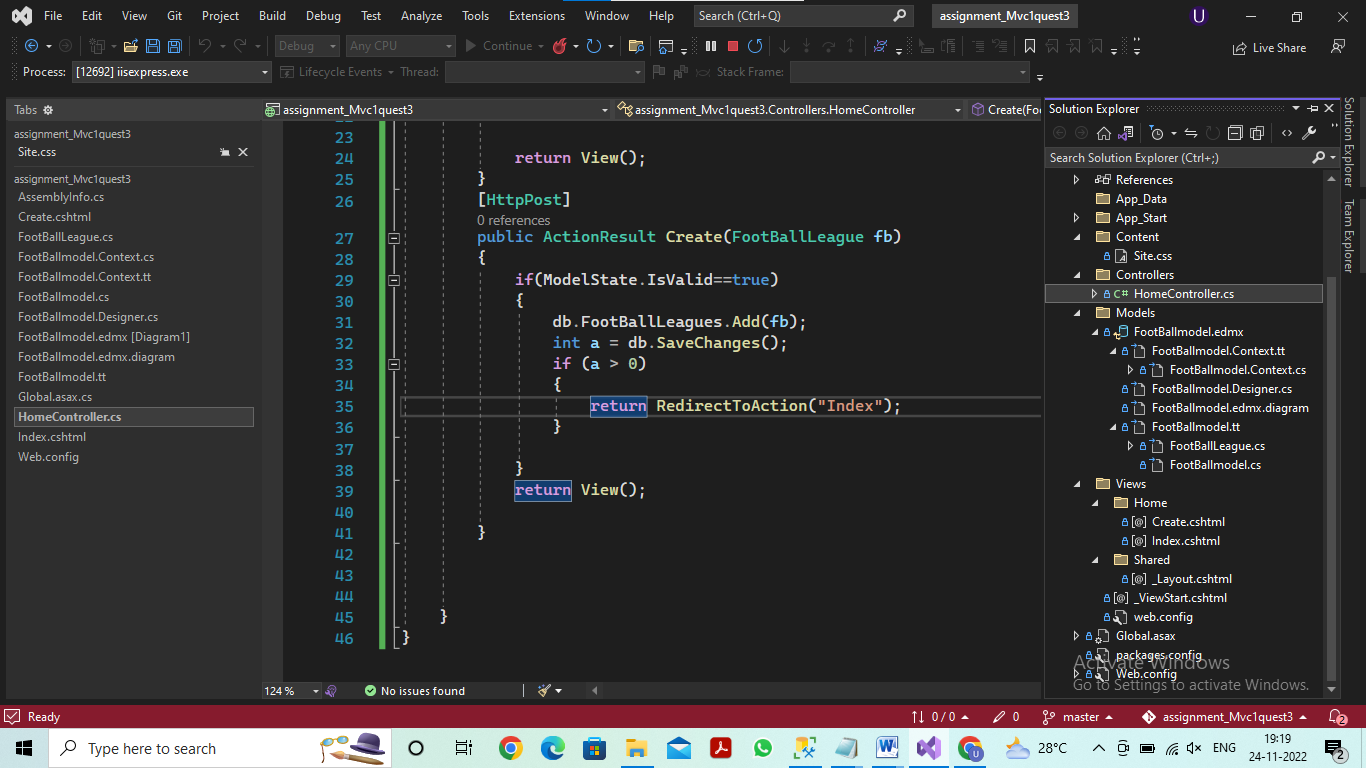 File Edit View Git Project Build Debug Test Analyze Tools Extensions Window Help Search (Ctrl+Q) assignment_Mvc1quest3 U
Debug Any CPU Continue Live Share
Process: [12692] iisexpress.exe Lifecycle Events Thread: Stack Frame:
Tabs
assignment_Mvc1quest3
Site.css
assignment_Mvc1quest3
AssemblyInfo.cs
Create.cshtml
FootBallLeague.cs
FootBallmodel.Context.cs
FootBallmodel.Context.tt
FootBallmodel.cs
FootBallmodel.Designer.cs
FootBallmodel.edmx [Diagram1]
FootBallmodel.edmx.diagram
FootBallmodel.tt
Global.asax.cs
HomeController.cs
Index.cshtml
Web.config
assignment_Mvc1quest3 assignment_Mvc1quest3.Controllers.HomeController Create(Fo
23
24 return View();
25 }
26 [HttpPost]
0 references
27 public ActionResult Create(FootBallLeague fb)
28 {
29 if(ModelState.IsValid==true)
30 {
31 db.FootBallLeagues.Add(fb);
32 int a = db.SaveChanges();
33 if (a > 0)
34 {
35 return RedirectToAction("Index");
36 }
37
38 }
39 return View();
40
41 }
42
43
44
45 }
46 }
124 % No issues found
Solution Explorer
Search Solution Explorer (Ctrl+;)
References
App_Data
App_Start
Content
Site.css
Controllers
C# HomeController.cs
Models
FootBallmodel.edmx
FootBallmodel.Context.tt
FootBallmodel.Context.cs
FootBallmodel.Designer.cs
FootBallmodel.edmx.diagram
FootBallmodel.tt
FootBallLeague.cs
FootBallmodel.cs
Views
Home
Create.cshtml
Index.cshtml
Shared
_Layout.cshtml
_ViewStart.cshtml
web.config
Global.asax
packages.config
Web.config
Activate Windows
Go to Settings to activate Windows.
Solution Explorer
Team Explorer
Ready 0 / 0 0 master assignment_Mvc1quest3 2
Type here to search 28°C ENG 19:19
24-11-2022 2